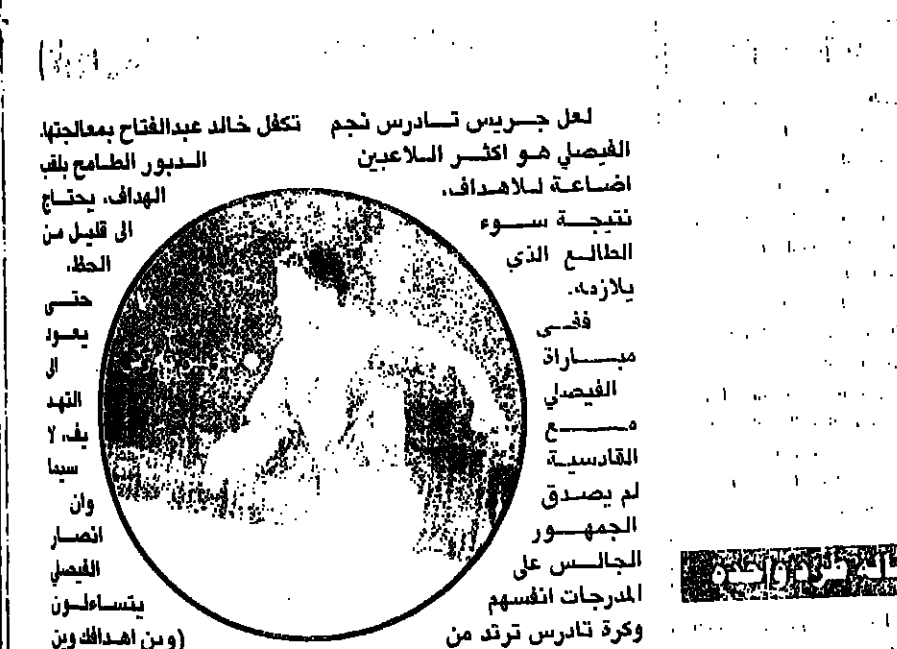 لعل جريس تادرس نجم
الفيصلي هو اكثر اللاعبين
اضاعة للاهداف،
نتيجة سوء
الطالع الذي
يلازمه.
ففي
مباراة
الفيصلي
مع
القادسية
لم يصدق
الجمهور
الجالس على
المدرجات انفسهم
وكرة تادرس ترتد من
تكفل خالد عبدالفتاح بمعالجتها.
الدبور الطامح بلقب
الهداف، يحتاج
الى قليل من
الحظ،
حتى
يعود
الى
التهد
يف، لا
سيما
وان
انصار
الفيصلي
يتساءلون
(وين اهدافك وين
واحدة